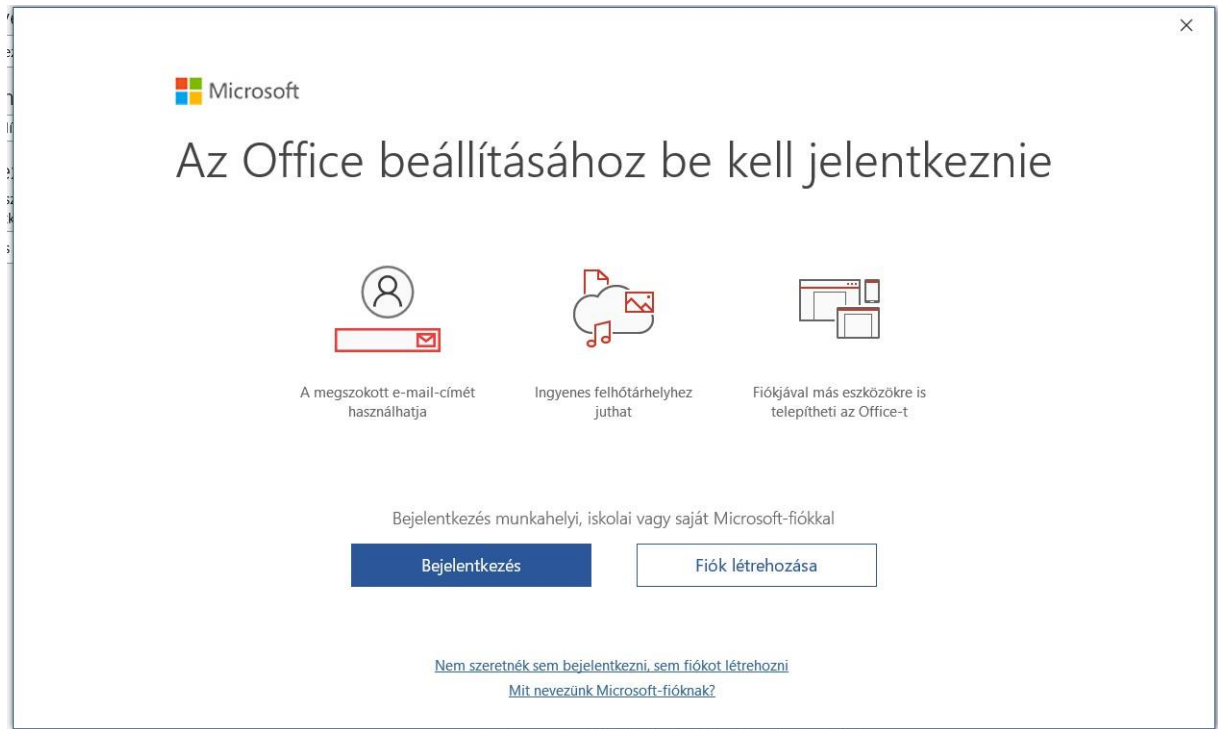 Microsoft
Az Office beállításához be kell jelentkeznie
A megszokott e-mail-címét
használhatja
Ingyenes felhőtárhelyhez
juthat
Fiókjával más eszközökre is
telepítheti az Office-t
Bejelentkezés munkahelyi, iskolai vagy saját Microsoft-fiókkal
Bejelentkezés
Fiók létrehozása
Nem szeretnék sem bejelentkezni, sem fiókot létrehozni
Mit nevezünk Microsoft-fióknak?